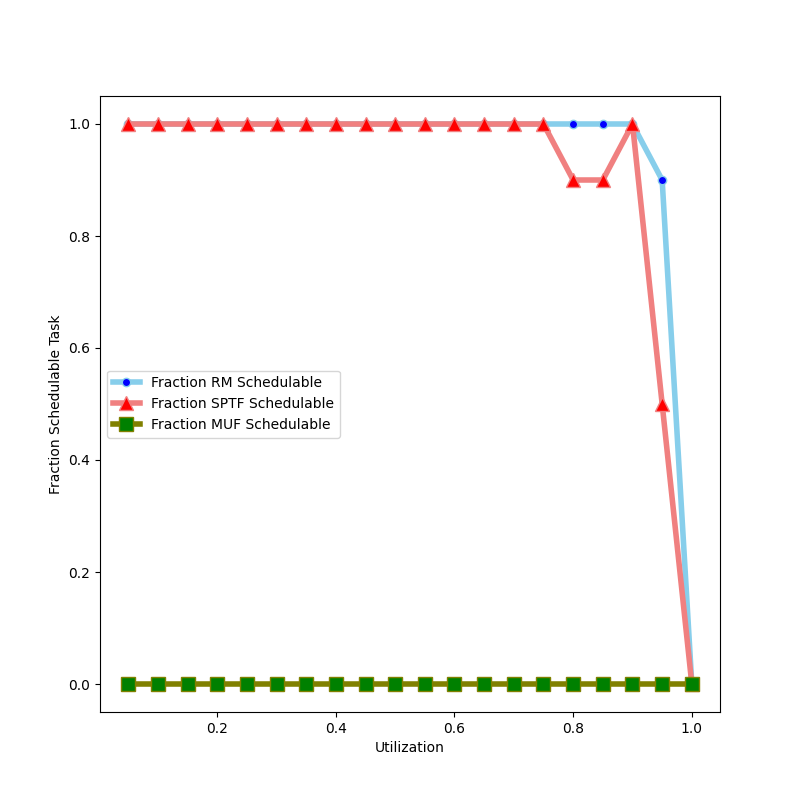 1.0
0.8
0.6
0.4
0.2
0.0
Fraction Schedulable Task
Fraction RM Schedulable
Fraction SPTF Schedulable
Fraction MUF Schedulable
0.2 0.4 0.6 0.8 1.0
Utilization